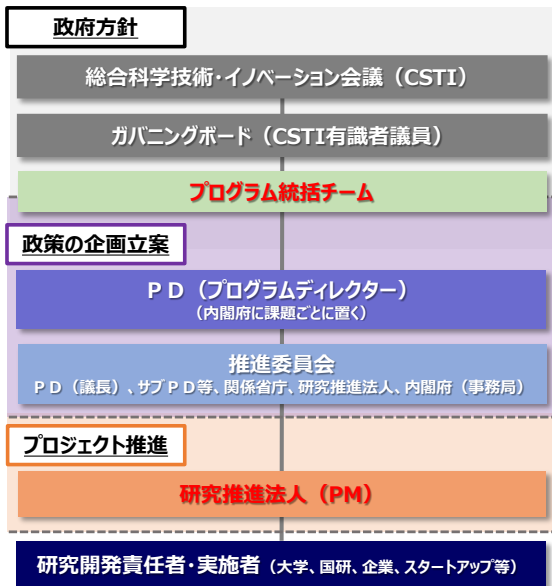 政府方針
総合科学技術・イノベーション会議（CSTI）
ガバニングボード（CSTI有識者議員）
プログラム統括チーム
政策の企画立案
ＰＤ（プログラムディレクター）
（内閣府に課題ごとに置く）
推進委員会
ＰＤ（議長）、サブＰＤ等、関係省庁、研究推進法人、内閣府（事務局）
プロジェクト推進
研究推進法人（PM）
研究開発責任者・実施者（大学、国研、企業、スタートアップ等）